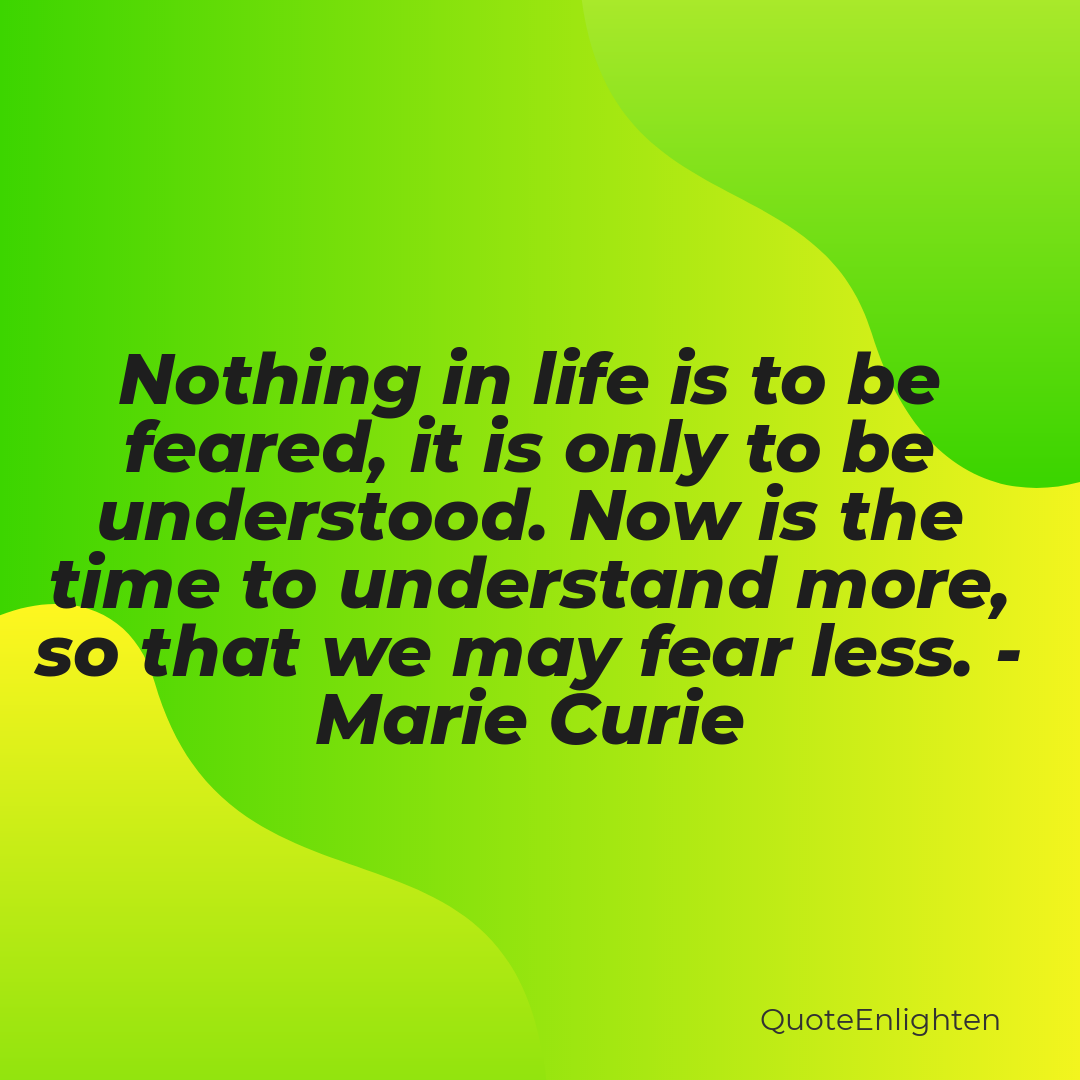 Nothing in life is to be
feared, it is only to be
understood. Now is the
time to understand more,
so that we may fear less. -
Marie Curie
QuoteEnlighten